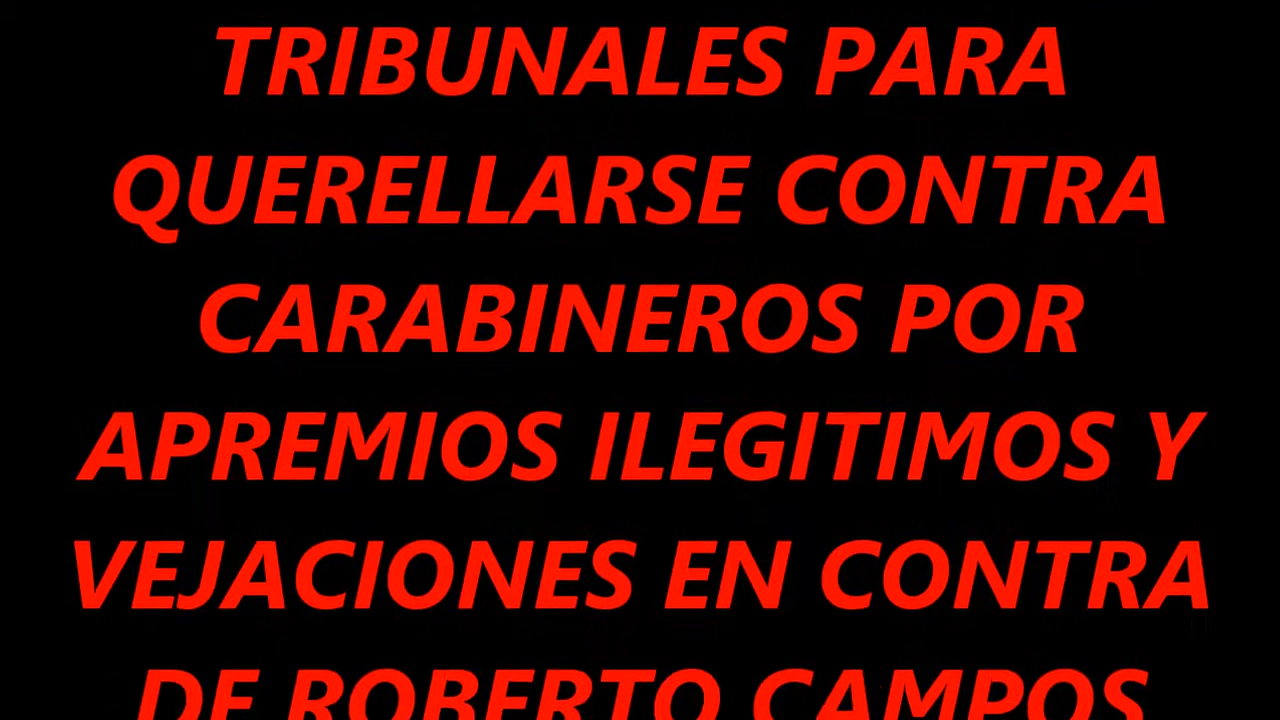 TRIBUNALES PARA
QUERELLARSE CONTRA
CARABINEROS POR
APREMIOS ILEGITIMOS Y
VEJACIONES EN CONTRA
DE ROBERTO CAMPOS